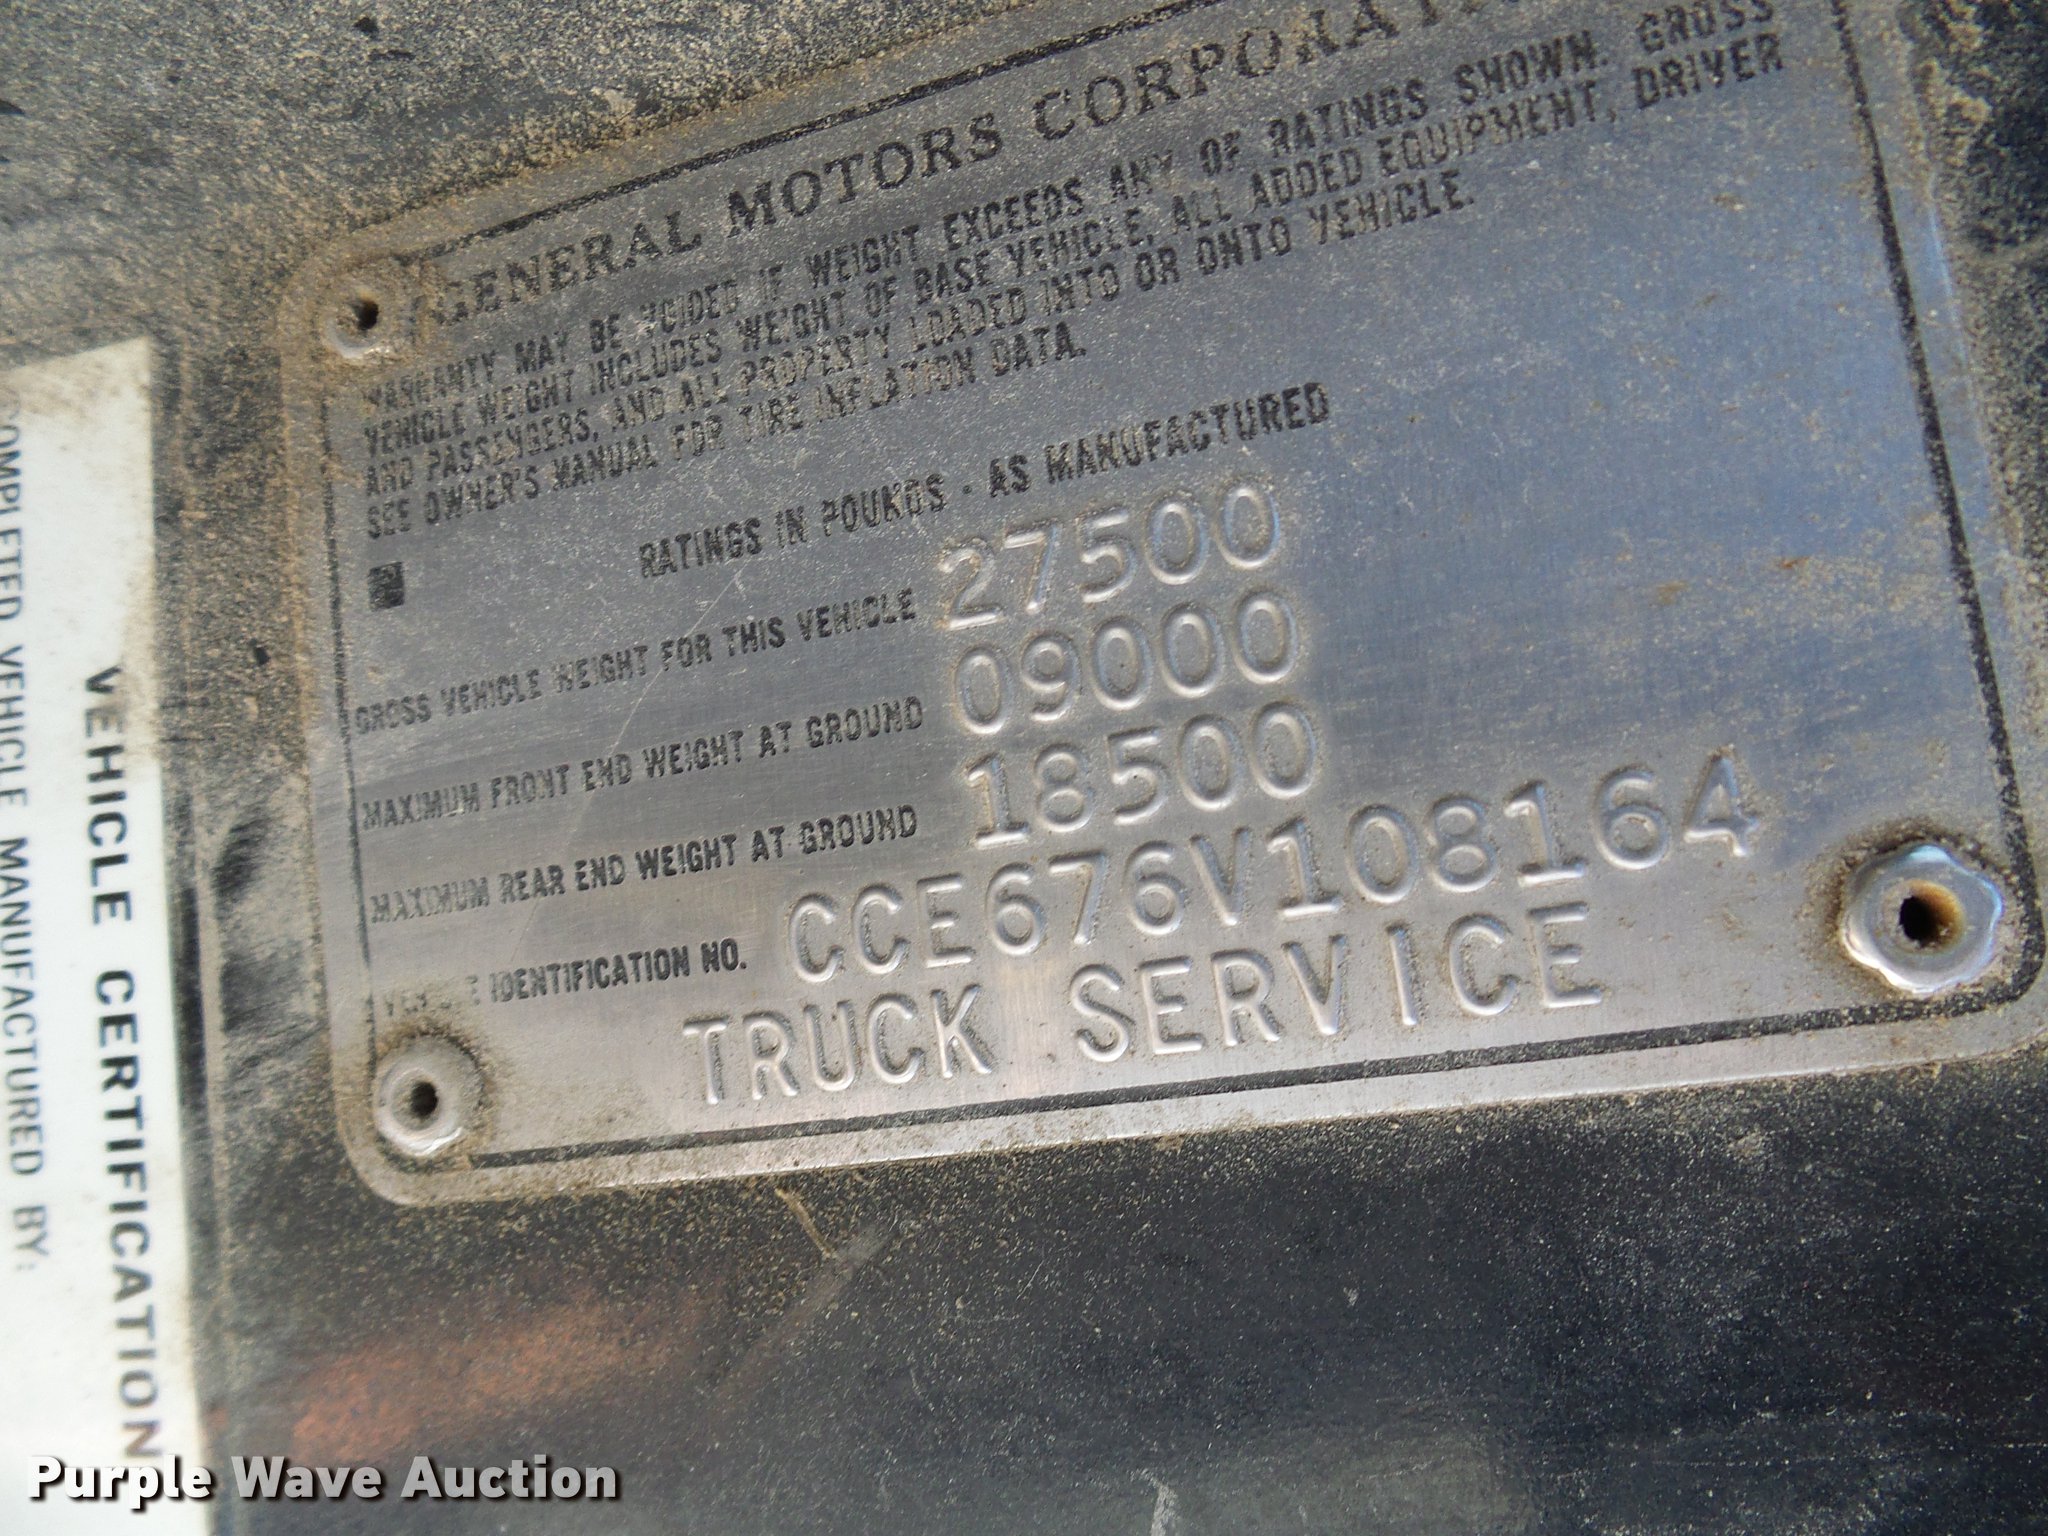 GENERAL MOTORS CORPORAT
WARRANTY MAY BE VOIDED IF WEIGHT EXCEEDS ANY OF RATINGS SHOWN. GROSS
VEHICLE WEIGHT INCLUDES WEIGHT OF BASE VEHICLE, ALL ADDED EQUIPMENT, DRIVER
AND PASSENGERS, AND ALL PROPERTY LOADED INTO OR ONTO VEHICLE.
SEE OWNER'S MANUAL FOR TIRE INFLATION DATA.
RATINGS IN POUNDS - AS MANUFACTURED
GROSS VEHICLE WEIGHT FOR THIS VEHICLE 27500
MAXIMUM FRONT END WEIGHT AT GROUND 09000
MAXIMUM REAR END WEIGHT AT GROUND 18500
VEHICLE IDENTIFICATION NO. CCE676V108164
TRUCK SERVICE
VEHICLE CERTIFICATION
COMPLETED VEHICLE MANUFACTURED BY:
Purple Wave Auction